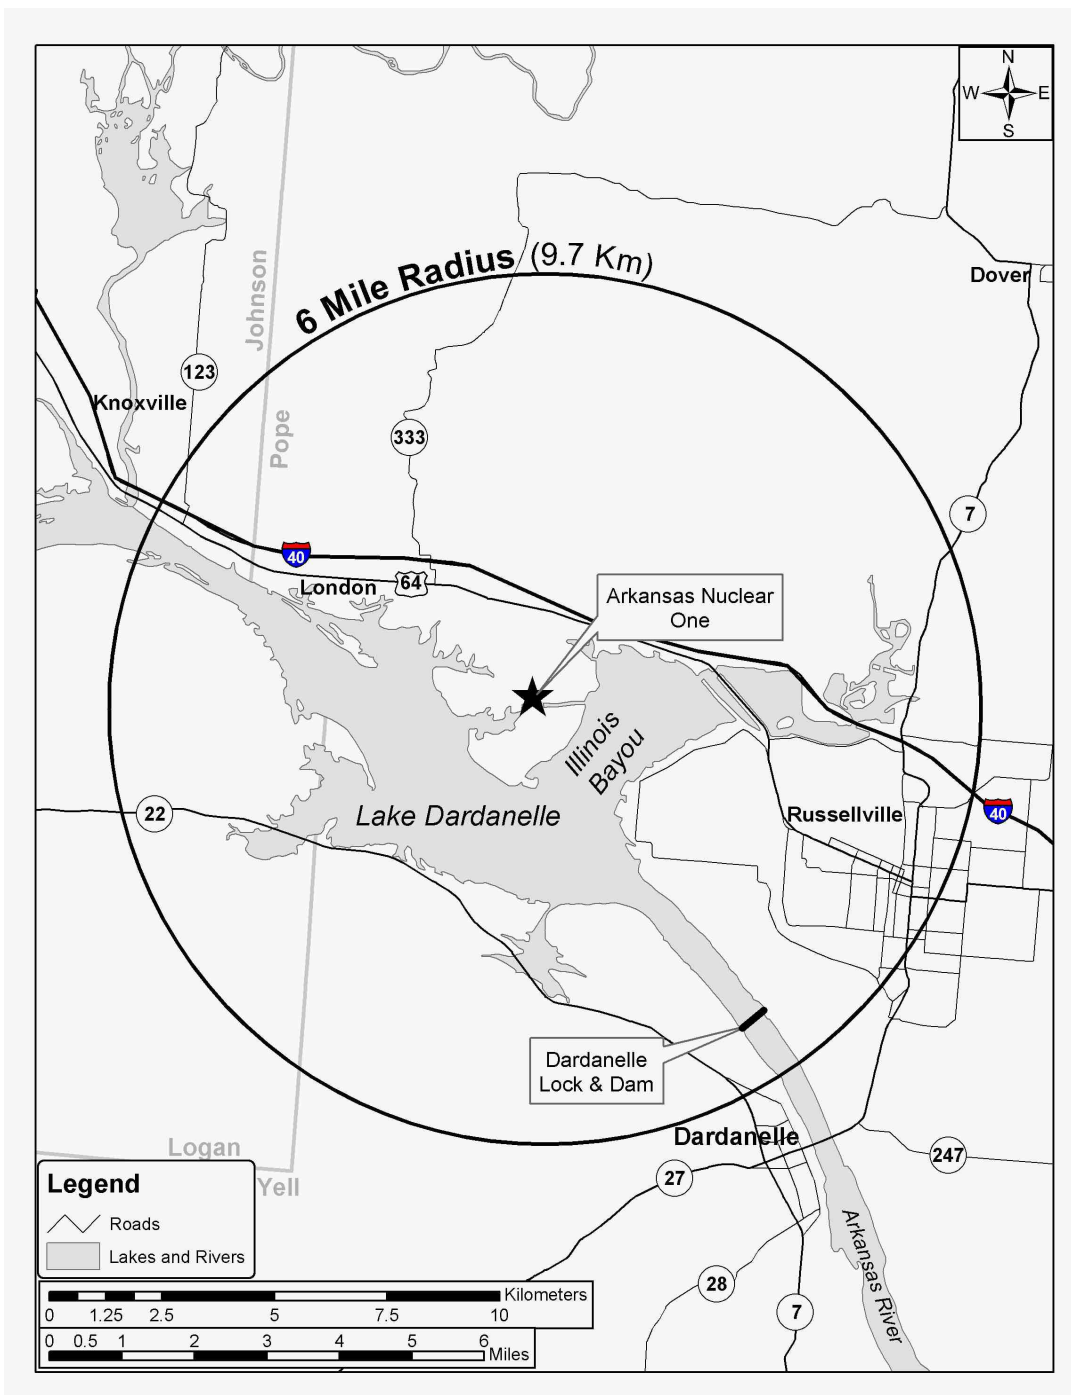 N
W E
S
Dover
6 Mile Radius (9.7 Km)
Johnson
123
Knoxville
Pope
333
7
40
London
64
Arkansas Nuclear
One
Illinois
Bayou
22
Lake Dardanelle
Russellville
40
Dardanelle
Lock & Dam
Dardanelle
Logan
247
27
Yell
Legend
Roads
Lakes and Rivers
Arkansas River
28
7
Kilometers
0 1.25 2.5 5 7.5 10
0 0.5 1 2 3 4 5 6
Miles